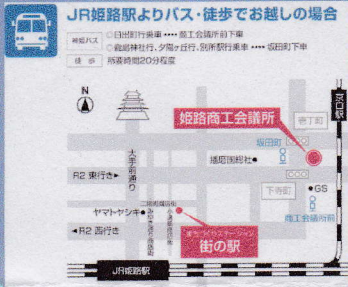 JR姫路駅よりバス・徒歩でお越しの場合
神姫バス
○日出町行乗車・・・・商工会議所前下車
○鹿島神社行、夕陽ヶ丘行、別所駅行乗車・・・・坂田町下車
徒歩 所要時間20分程度
N
京口駅
姫路商工会議所
坂田町
播磨国総社
大手前通り
R2 東行き
下寺町
GS
ヤマトヤシキ
商工会議所前
街の駅
R2 西行き
JR姫路駅